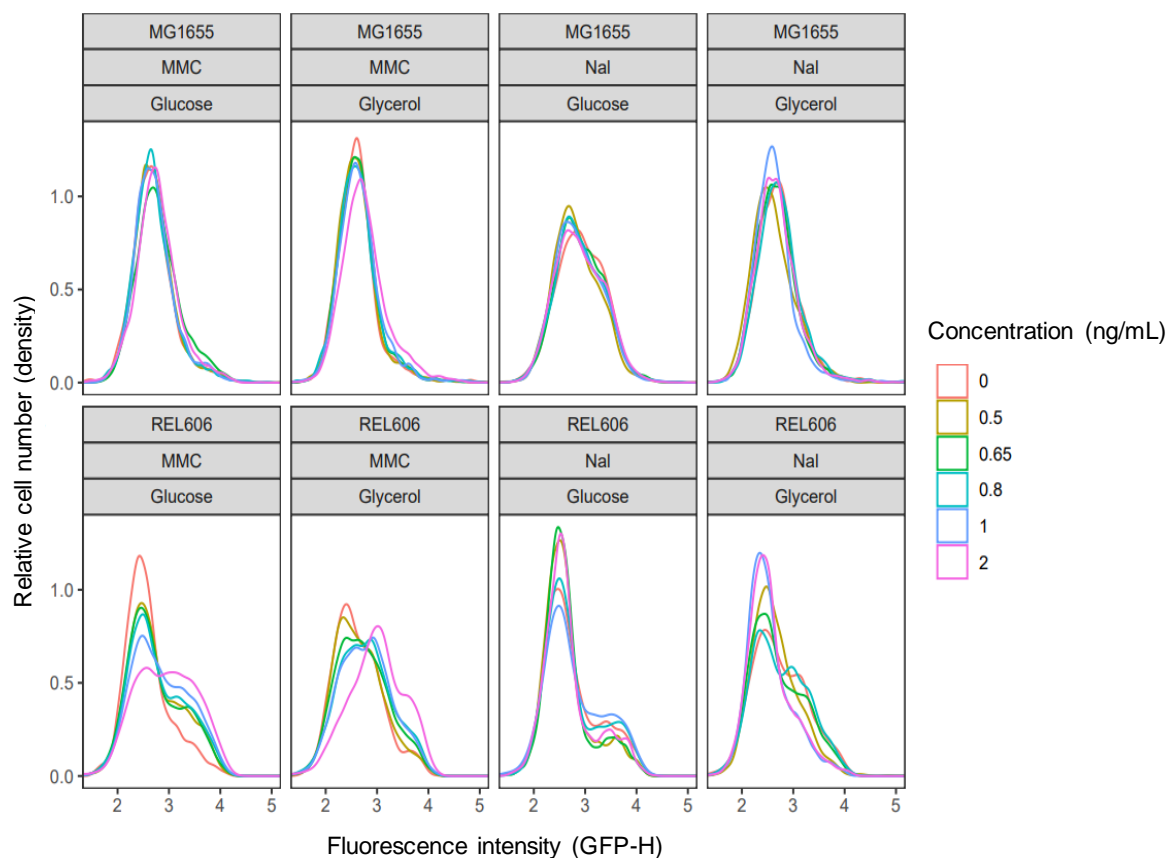 MG1655 MG1655 MG1655 MG1655
MMC MMC Nal Nal
Glucose Glycerol Glucose Glycerol
1.0
0.5
0.0
REL606 REL606 REL606 REL606
MMC MMC Nal Nal
Glucose Glycerol Glucose Glycerol
1.0
0.5
0.0
2 3 4 5 2 3 4 5 2 3 4 5 2 3 4 5
Fluorescence intensity (GFP-H)
Relative cell number (density)
Concentration (ng/mL)
0
0.5
0.65
0.8
1
2